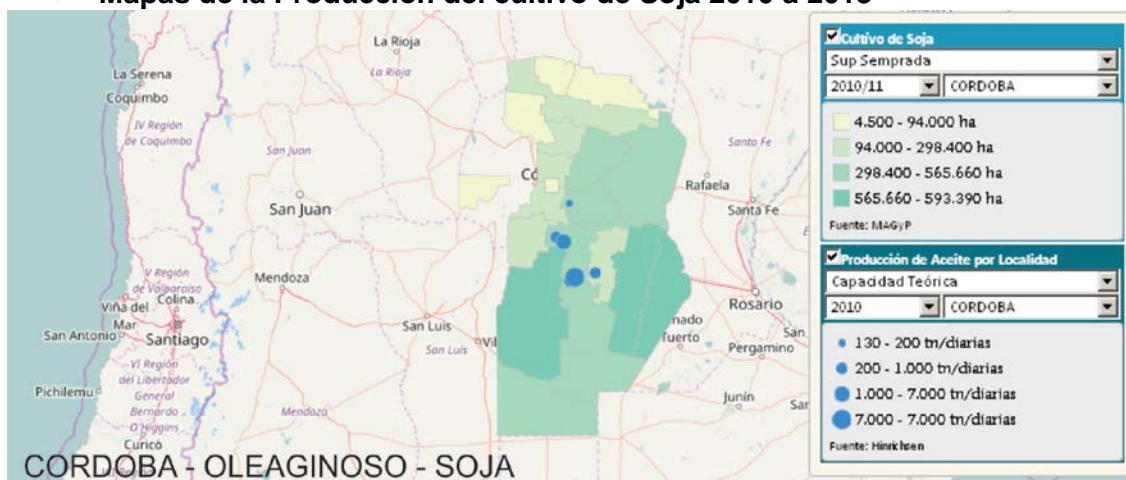 Mapas de la Producción del cultivo de Soja 2010 a 2015
La Rioja
La Rioja
La Serena
Coquimbo
IV Región
de Coquimbo
San Juan
Santa Fe
Rafaela
San Juan
Santa Fe
Mendoza
V Región
de Valparaíso
Viña del
Mar
Colina
San Antonio
Santiago
San Luis
San Luis
Rosario
Pergamino
VI Región
del Libertador
General
Bernardo
O'Higgins
Pichilemu
Junín
Mendoza
Curicó
CORDOBA - OLEAGINOSO - SOJA
Cultivo de Soja
Sup Semprada
2010/11 CORDOBA
4.500 - 94.000 ha
94.000 - 298.400 ha
298.400 - 565.660 ha
565.660 - 593.390 ha
Fuente: MAGyP
Producción de Aceite por Localidad
Capacidad Teórica
2010 CORDOBA
130 - 200 tn/diarias
200 - 1.000 tn/diarias
1.000 - 7.000 tn/diarias
7.000 - 7.000 tn/diarias
Fuente: Hinrichsen